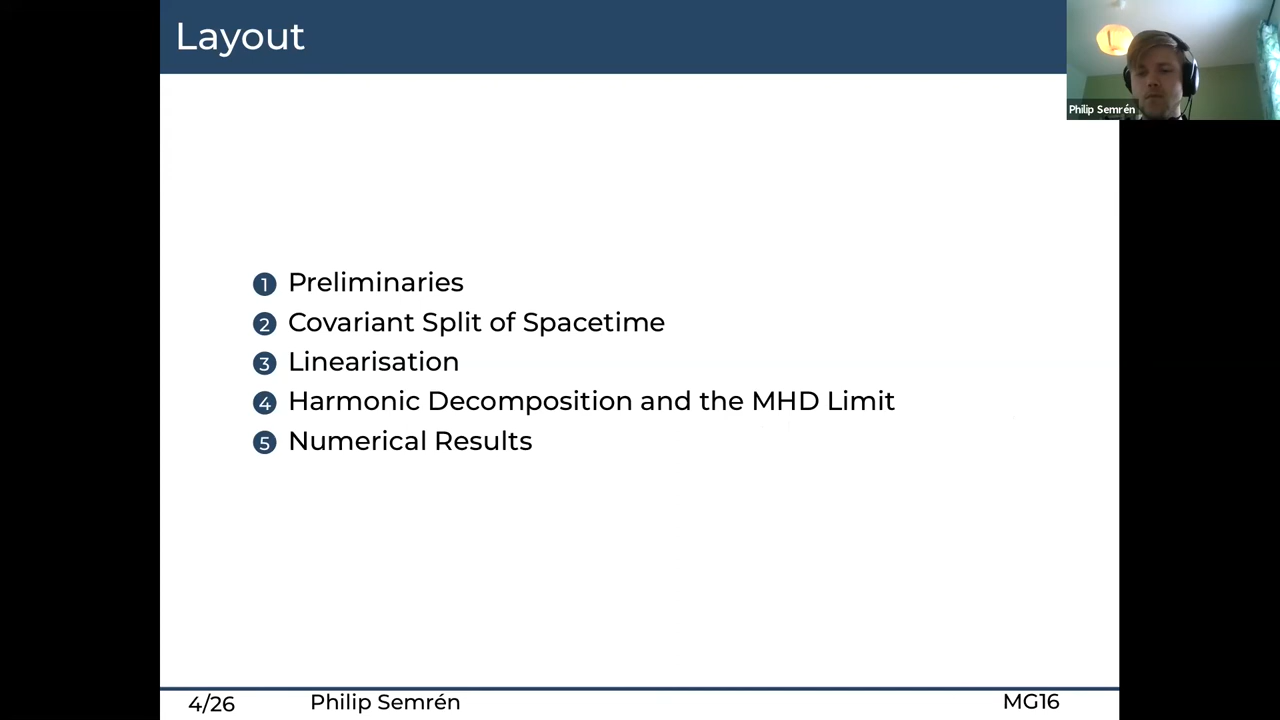 Layout
Philip Semrén
1 Preliminaries
2 Covariant Split of Spacetime
3 Linearisation
4 Harmonic Decomposition and the MHD Limit
5 Numerical Results
4/26 Philip Semrén MG16